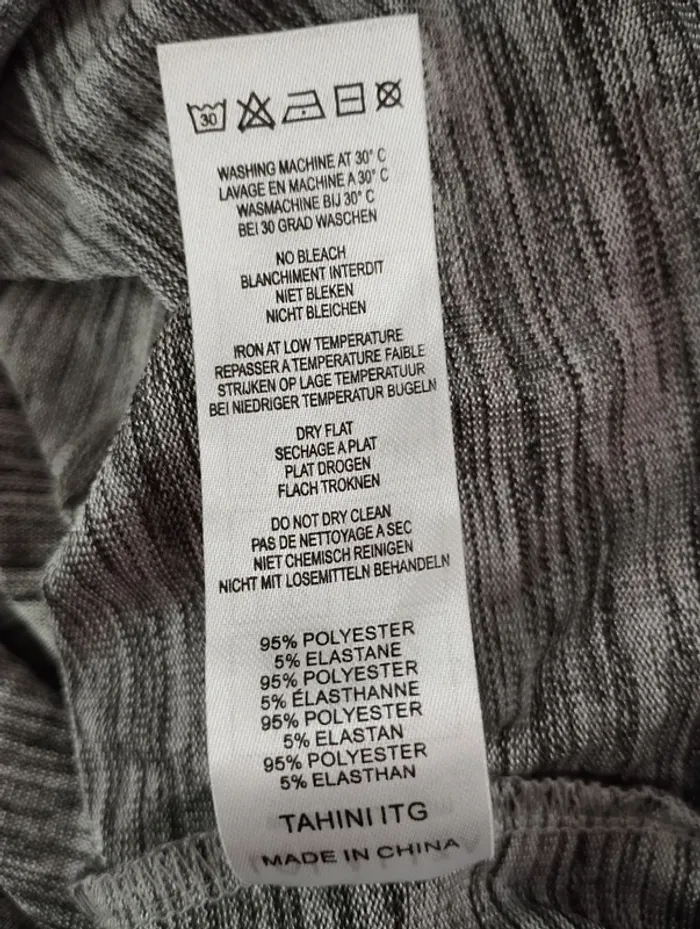 30
WASHING MACHINE AT 30° C
LAVAGE EN MACHINE A 30° C
WASMACHINE BIJ 30° C
BEI 30 GRAD WASCHEN
NO BLEACH
BLANCHIMENT INTERDIT
NIET BLEKEN
NICHT BLEICHEN
IRON AT LOW TEMPERATURE
REPASSER A TEMPERATURE FAIBLE
STRIJKEN OP LAGE TEMPERATUUR
BEI NIEDRIGER TEMPERATUR BUGELN
DRY FLAT
SECHAGE A PLAT
PLAT DROGEN
FLACH TROKNEN
DO NOT DRY CLEAN
PAS DE NETTOYAGE A SEC
NIET CHEMISCH REINIGEN
NICHT MIT LOSEMITTELN BEHANDELN
95% POLYESTER
5% ELASTANE
95% POLYESTER
5% ÉLASTHANNE
95% POLYESTER
5% ELASTAN
95% POLYESTER
5% ELASTHAN
TAHINI ITG
MADE IN CHINA